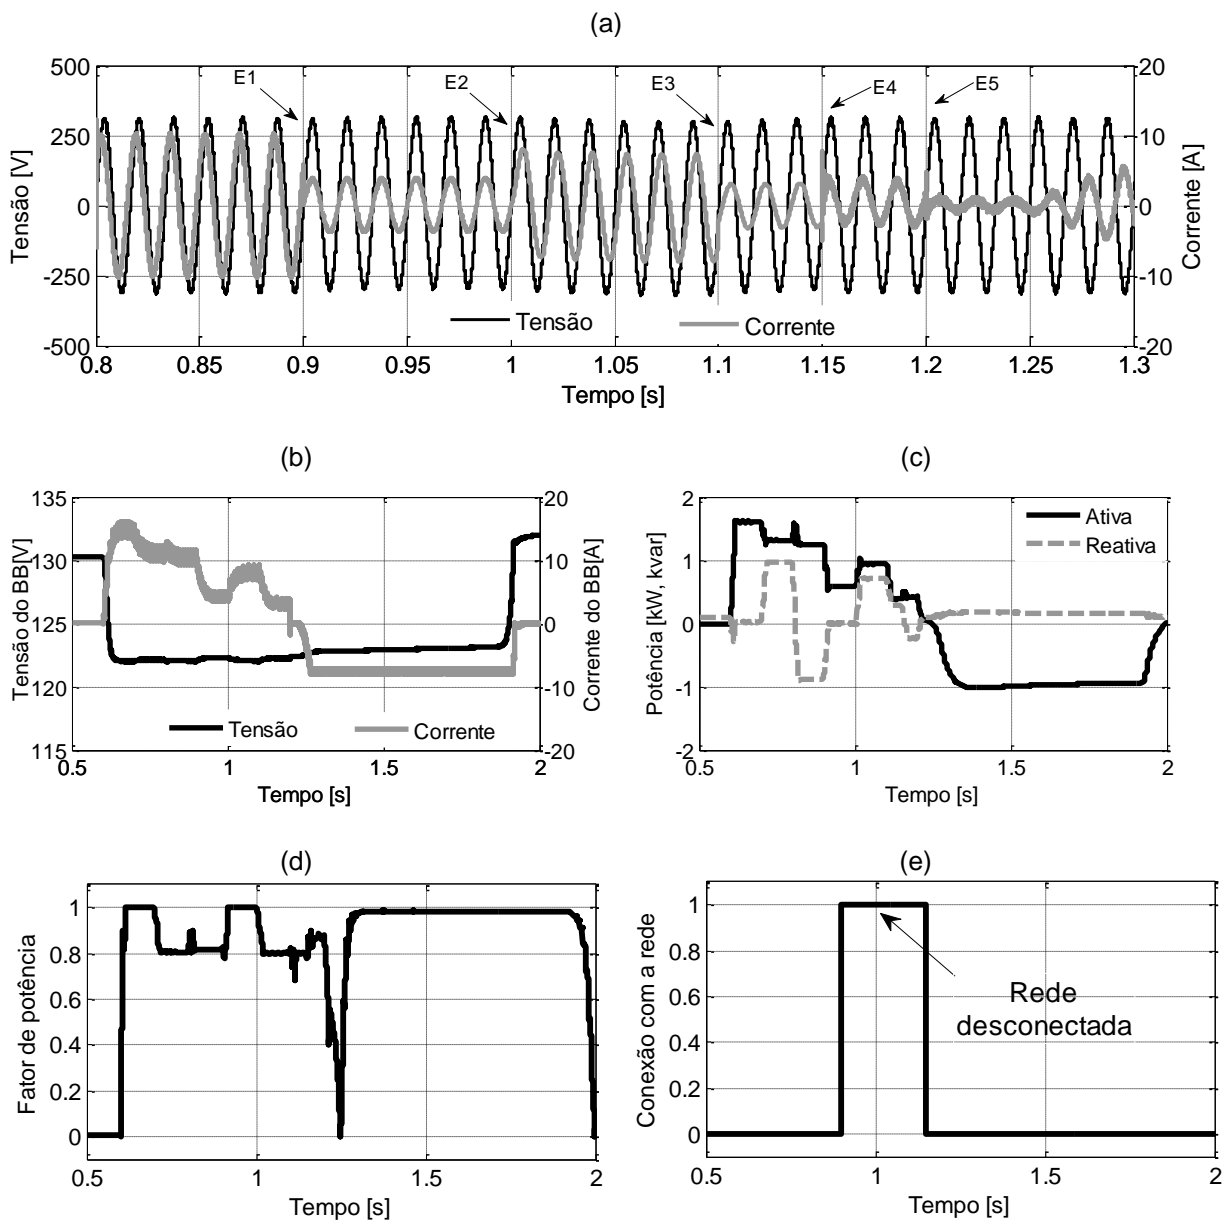 (a)
500
250
0
-250
-500
Tensão [V]
20
10
0
-10
-20
Corrente [A]
E1
E2
E3
E4
E5
Tensão
Corrente
0.8
0.85
0.9
0.95
1
1.05
1.1
1.15
1.2
1.25
1.3
Tempo [s]
(b)
135
130
125
120
115
Tensão do BB[V]
20
10
0
-10
-20
Corrente do BB[A]
Tensão
Corrente
0.5
1
1.5
2
Tempo [s]
(c)
2
1
0
-1
-2
Potência [kW, kvar]
Ativa
Reativa
0.5
1
1.5
2
Tempo [s]
(d)
1
0.8
0.6
0.4
0.2
0
Fator de potência
0.5
1
1.5
2
Tempo [s]
(e)
1
0.8
0.6
0.4
0.2
0
Conexão com a rede
Rede
desconectada
0.5
1
1.5
2
Tempo [s]